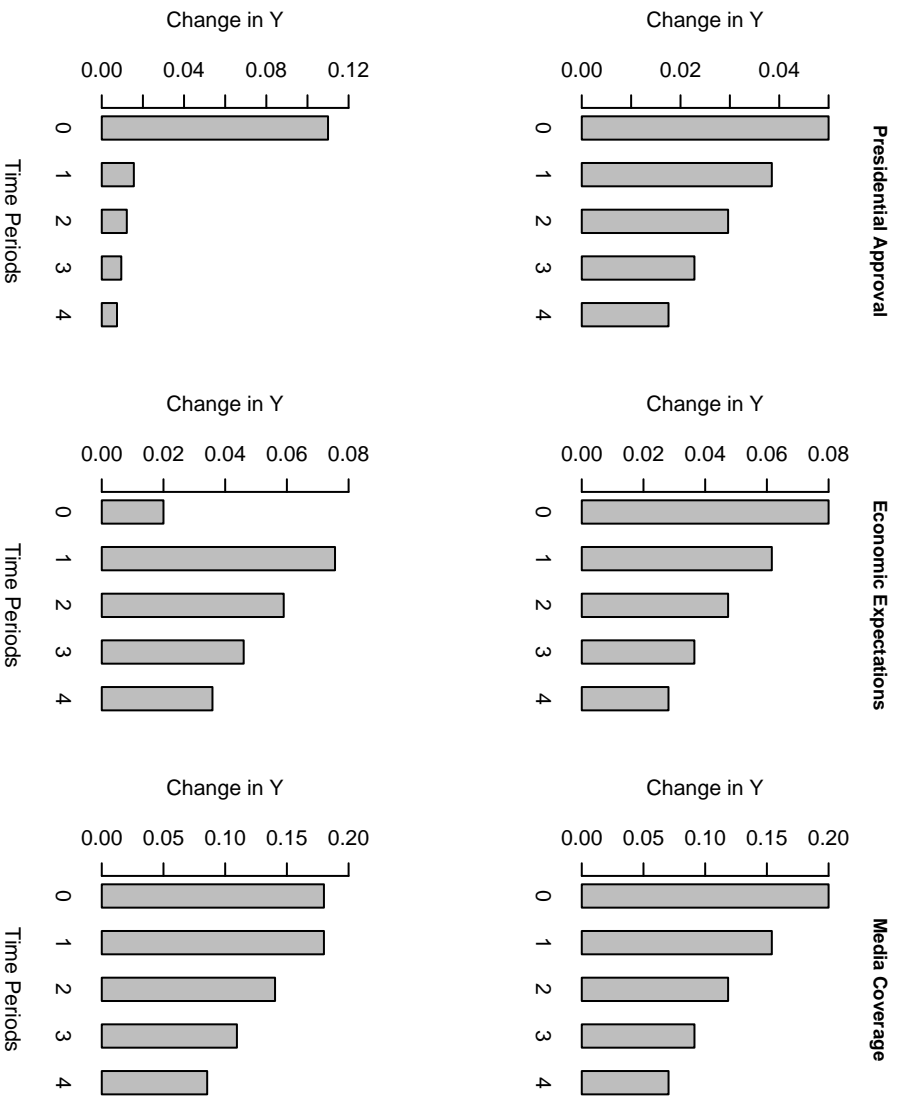 Presidential Approval
Change in Y
0.00 0.02 0.04
0 1 2 3 4
Economic Expectations
Change in Y
0.00 0.02 0.04 0.06 0.08
0 1 2 3 4
Media Coverage
Change in Y
0.00 0.05 0.10 0.15 0.20
0 1 2 3 4
Change in Y
0.00 0.04 0.08 0.12
0 1 2 3 4
Time Periods
Change in Y
0.00 0.02 0.04 0.06 0.08
0 1 2 3 4
Time Periods
Change in Y
0.00 0.05 0.10 0.15 0.20
0 1 2 3 4
Time Periods